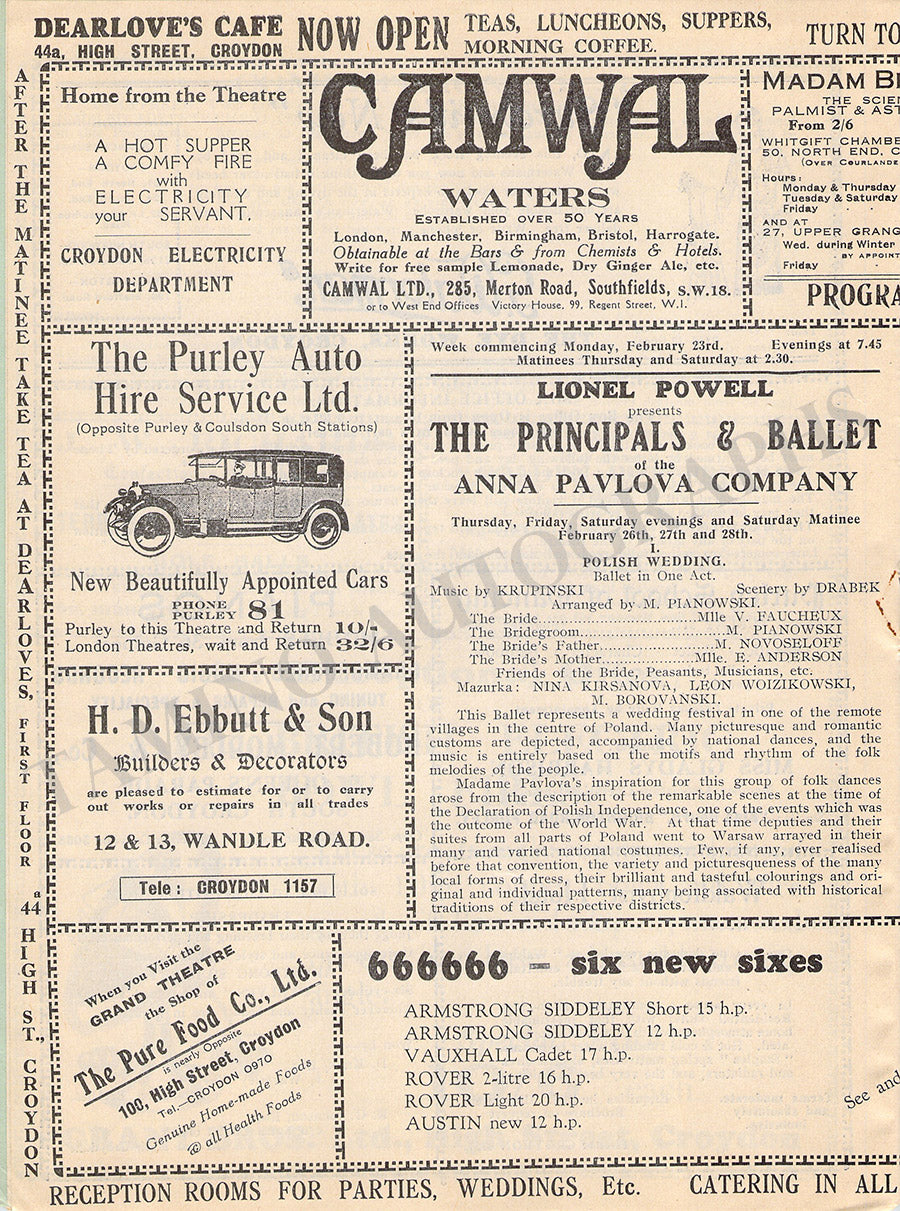 DEARLOVE'S CAFE
44a, HIGH STREET, CROYDON
NOW OPEN
TEAS, LUNCHEONS, SUPPERS,
MORNING COFFEE.
TURN TO
AFTER THE MATINEE TAKE TEA AT DEARLOVES, FIRST FLOOR 44a HIGH ST., CROYDON
Home from the Theatre
A HOT SUPPER
A COMFY FIRE
with
ELECTRICITY
your SERVANT.
CROYDON ELECTRICITY
DEPARTMENT
CAMWAL
WATERS
ESTABLISHED OVER 50 YEARS
London, Manchester, Birmingham, Bristol, Harrogate.
Obtainable at the Bars & from Chemists & Hotels.
Write for free sample Lemonade, Dry Ginger Ale, etc.
CAMWAL LTD., 285, Merton Road, Southfields, S.W.18.
or to West End Offices Victory House, 99, Regent Street, W.1.
MADAM B
THE SCIEN
PALMIST & AST
From 2/6
WHITGIFT CHAMBE
50, NORTH END, C
(OVER COURLANDE
Hours:
Monday & Thursday
Tuesday & Saturday
Friday
AND AT
27, UPPER GRANG
Wed. during Winter
BY APPOINT
Friday
PROGRA
The Purley Auto
Hire Service Ltd.
(Opposite Purley & Coulsdon South Stations)
New Beautifully Appointed Cars
PHONE
PURLEY 81
Purley to this Theatre and Return 10/-
London Theatres, wait and Return 32/6
H. D. Ebbutt & Son
Builders & Decorators
are pleased to estimate for or to carry
out works or repairs in all trades
12 & 13, WANDLE ROAD.
Tele: CROYDON 1157
Week commencing Monday, February 23rd. Evenings at 7.45
Matinees Thursday and Saturday at 2.30.
LIONEL POWELL
presents
THE PRINCIPALS & BALLET
of the
ANNA PAVLOVA COMPANY
Thursday, Friday, Saturday evenings and Saturday Matinee
February 26th, 27th and 28th.
I.
POLISH WEDDING.
Ballet in One Act.
Music by KRUPINSKI Scenery by DRABEK
Arranged by M. PIANOWSKI.
The Bride........................................Mlle V. FAUCHEUX
The Bridegroom....................................M. PIANOWSKI
The Bride's Father............................M. NOVOSELOFF
The Bride's Mother.........................Mlle. E. ANDERSON
Friends of the Bride, Peasants, Musicians, etc.
Mazurka: NINA KIRSANOVA, LEON WOIZIKOWSKI,
M. BOROVANSKI.
This Ballet represents a wedding festival in one of the remote
villages in the centre of Poland. Many picturesque and romantic
customs are depicted, accompanied by national dances, and the
music is entirely based on the motifs and rhythm of the folk
melodies of the people.
Madame Pavlova's inspiration for this group of folk dances
arose from the description of the remarkable scenes at the time of
the Declaration of Polish Independence, one of the events which was
the outcome of the World War. At that time deputies and their
suites from all parts of Poland went to Warsaw arrayed in their
many and varied national costumes. Few, if any, ever realised
before that convention, the variety and picturesqueness of the many
local forms of dress, their brilliant and tasteful colourings and ori-
ginal and individual patterns, many being associated with historical
traditions of their respective districts.
When you Visit the
GRAND THEATRE
the Shop of
The Pure Food Co., Ltd.
is nearly Opposite
100, High Street, Croydon
Tel.—CROYDON 0970
Genuine Home-made Foods
& all Health Foods
666666 - six new sixes
ARMSTRONG SIDDELEY Short 15 h.p.
ARMSTRONG SIDDELEY 12 h.p.
VAUXHALL Cadet 17 h.p.
ROVER 2-litre 16 h.p.
ROVER Light 20 h.p.
AUSTIN new 12 h.p.
See and
RECEPTION ROOMS FOR PARTIES, WEDDINGS, Etc. CATERING IN ALL
TAMINO AUTOGRAPHS